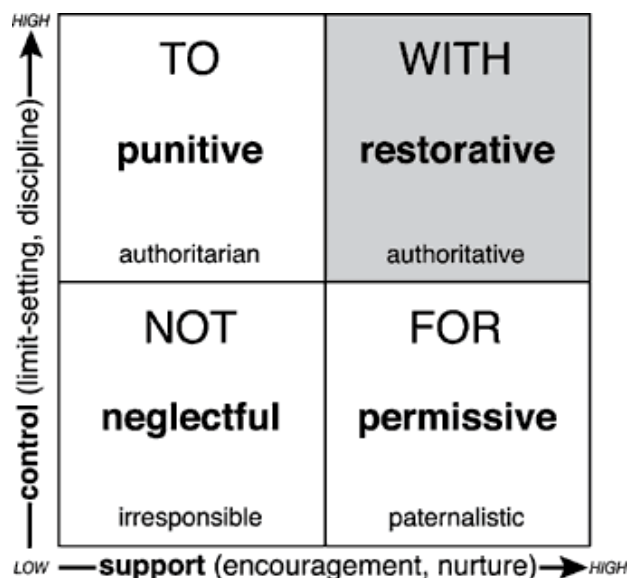 HIGH
control (limit-setting, discipline)
TO
punitive
authoritarian
WITH
restorative
authoritative
NOT
neglectful
irresponsible
FOR
permissive
paternalistic
LOW
support (encouragement, nurture)
HIGH